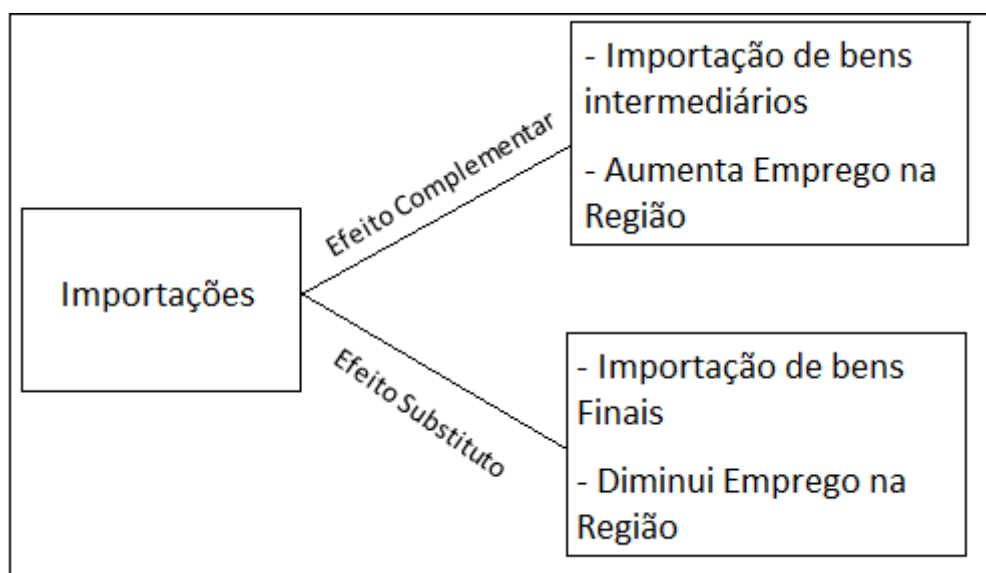 Importações
Efeito Complementar
- Importação de bens
intermediários
- Aumenta Emprego na
Região
Efeito Substituto
- Importação de bens
Finais
- Diminui Emprego na
Região